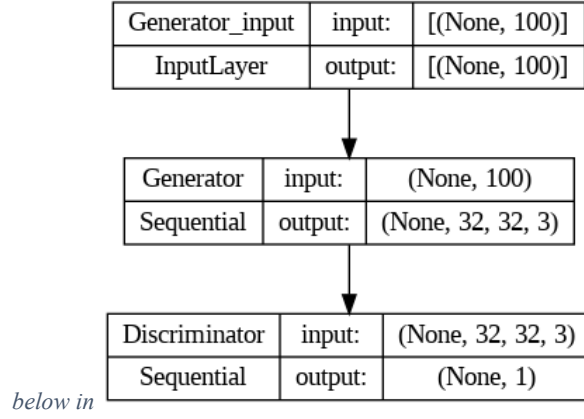 Generator_input input: [(None, 100)]
InputLayer output: [(None, 100)]
Generator input: (None, 100)
Sequential output: (None, 32, 32, 3)
Discriminator input: (None, 32, 32, 3)
Sequential output: (None, 1)
below in